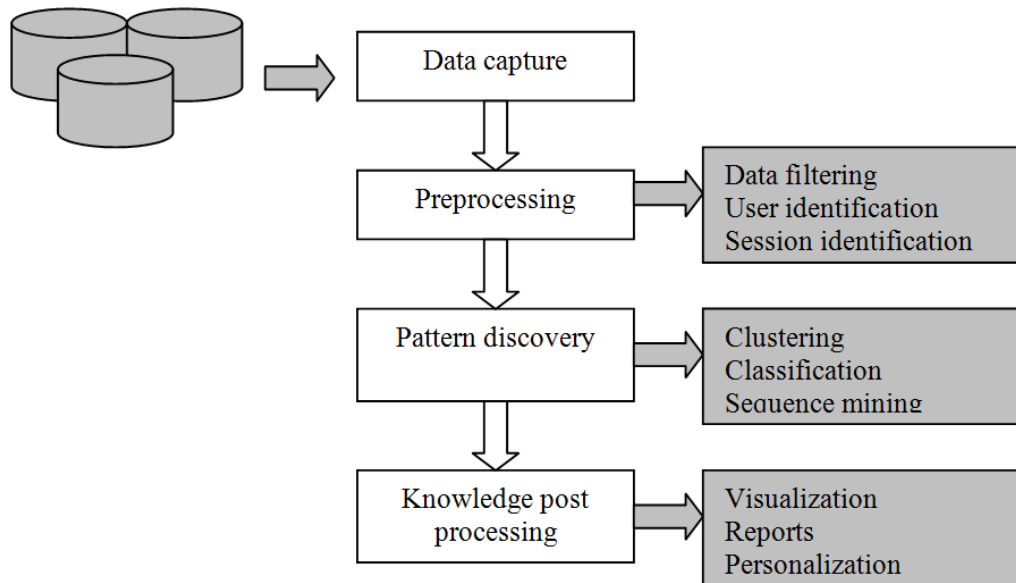 Data capture
Preprocessing
Data filtering
User identification
Session identification
Pattern discovery
Clustering
Classification
Sequence mining
Knowledge post
processing
Visualization
Reports
Personalization